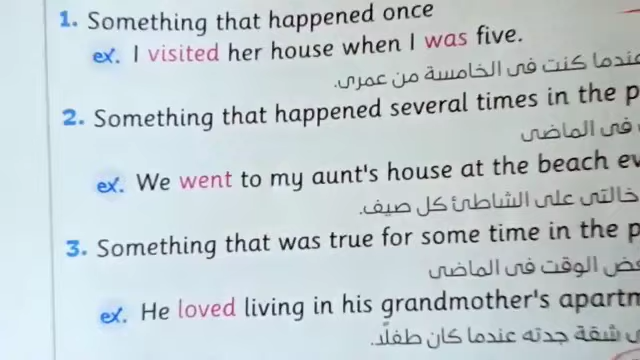 1. Something that happened once
ex. I visited her house when I was five.
عندما كنت فى الخامسة من عمرى.
2. Something that happened several times in the
فى الماضى
ex. We went to my aunt's house at the beach
خالتى على الشاطئ كل صيف.
3. Something that was true for some time in the
الوقت فى الماضى
ex. He loved living in his grandmother's
شقة جدته عندما كان طفلًا.